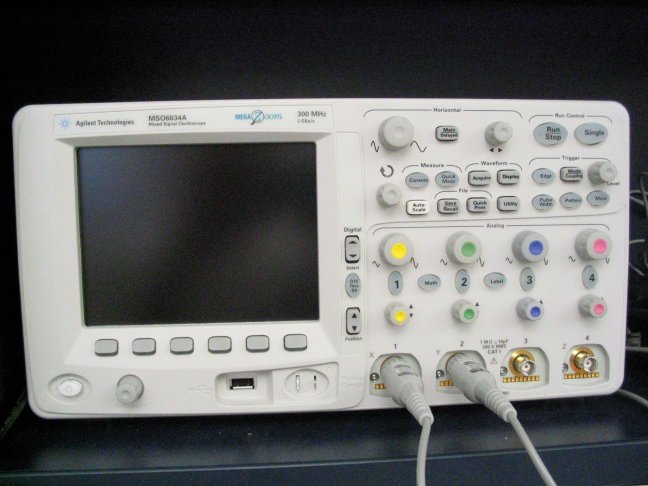 Agilent Technologies
MSO6034A
Mixed Signal Oscilloscope
MEGA Zoom
300 MHz
2 GSa/s
Horizontal
Main
Delayed
Run Control
Run
Stop
Single
Measure
Cursors
Quick
Meas
Waveform
Acquire
Display
Trigger
Edge
Mode
Coupling
Level
File
Auto-
Scale
Save
Recall
Quick
Print
Utility
Pulse
Width
Pattern
More
Digital
Select
D15
Thru
D0
Position
Analog
1
Math
2
Label
3
4
X
1
Y
2
1 MΩ
300 V RMS
CAT I
3
Z
4